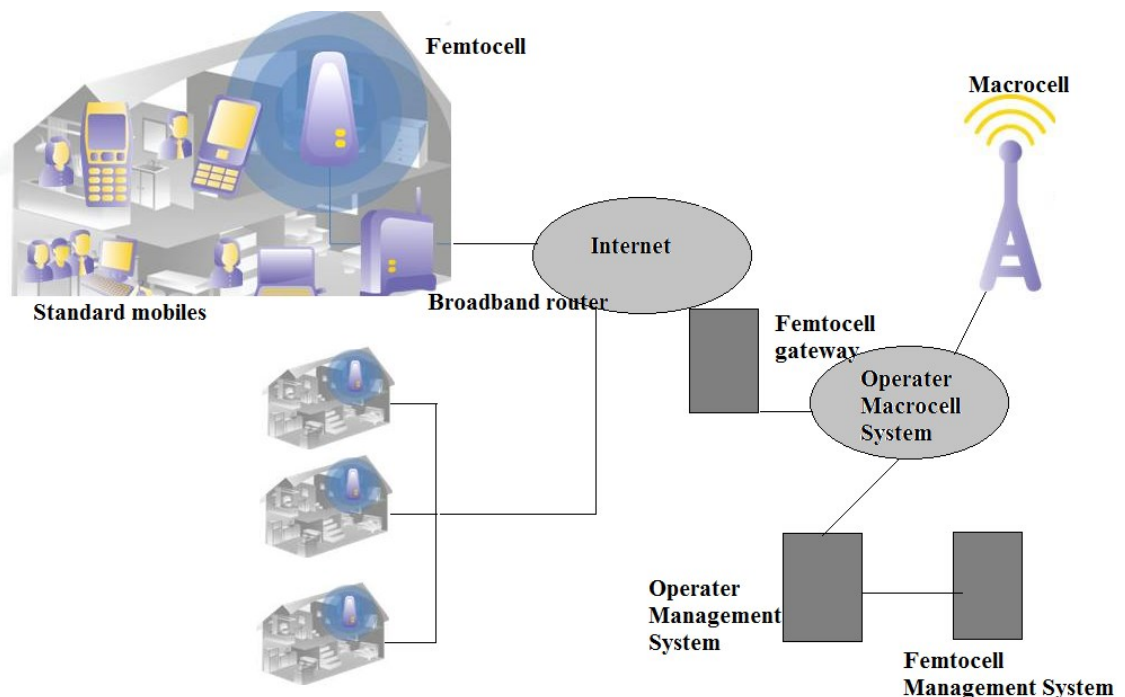 Femtocell
Macrocell
Internet
Broadband router
Standard mobiles
Femtocell
gateway
Operater
Macrocell
System
Operater
Management
System
Femtocell
Management System